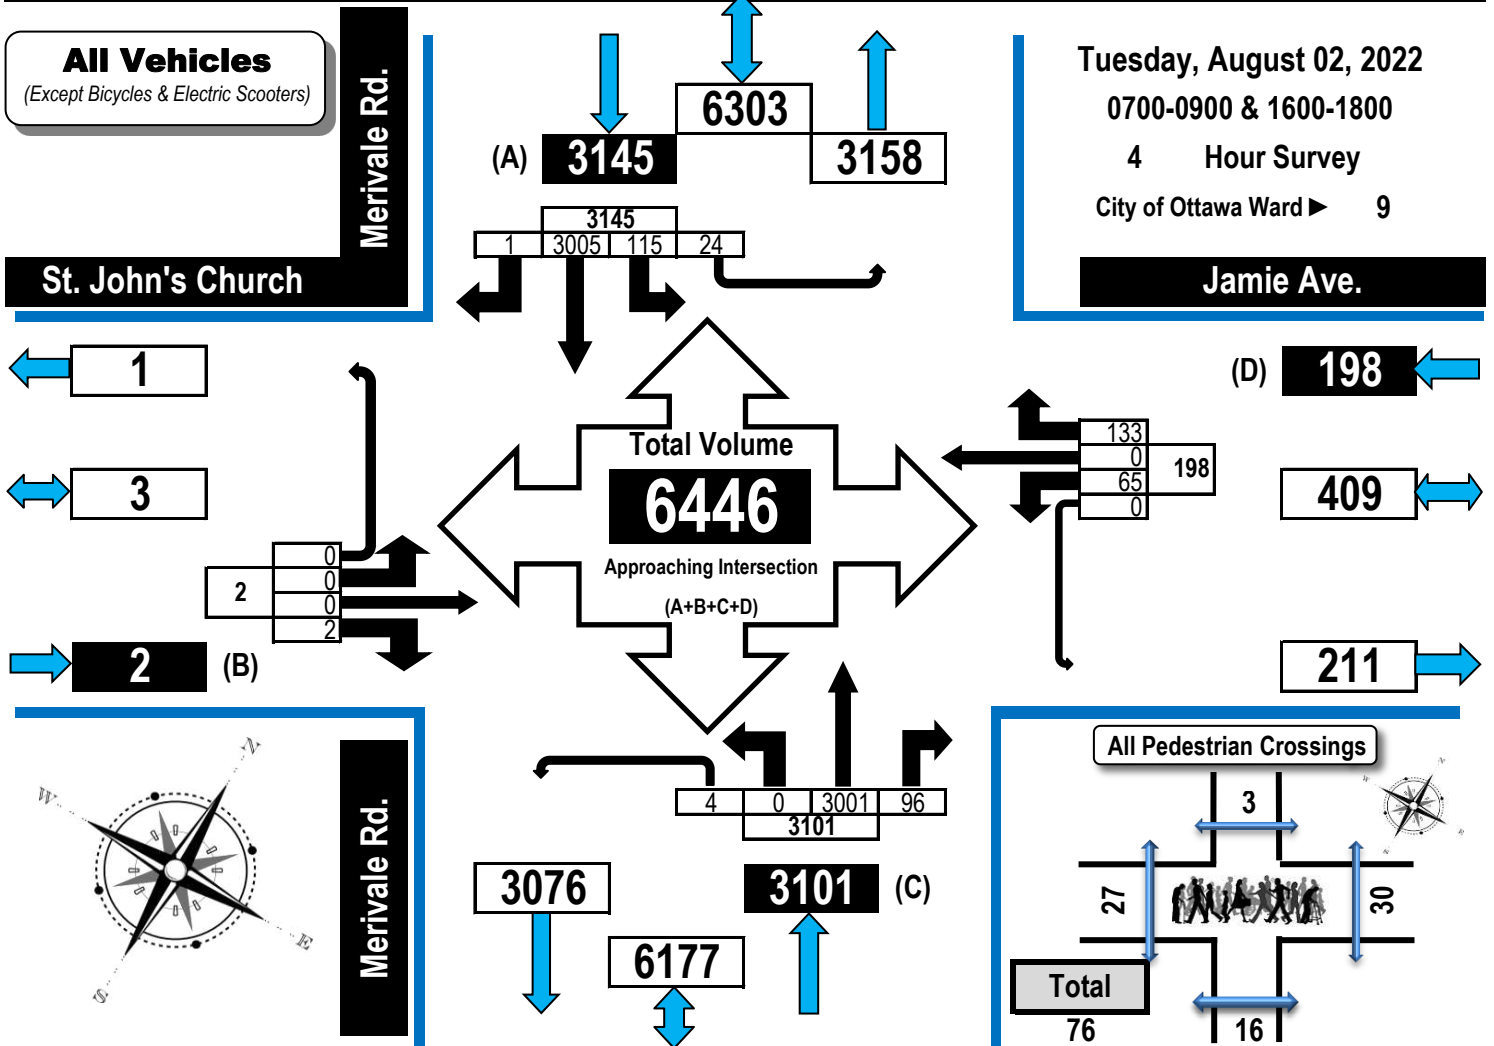 All Vehicles
(Except Bicycles & Electric Scooters)
Merivale Rd.
St. John's Church
(A)
3145
6303
3158
3145
1
3005
115
24
Tuesday, August 02, 2022
0700-0900 & 1600-1800
4 Hour Survey
City of Ottawa Ward ► 9
Jamie Ave.
1
3
0
0
0
2
2
2
(B)
Total Volume
6446
Approaching Intersection
(A+B+C+D)
(D)
198
133
0
65
0
198
409
211
N
W
E
S
Merivale Rd.
4
0
3001
96
3101
3076
3101
(C)
6177
All Pedestrian Crossings
3
27
30
Total
76
16